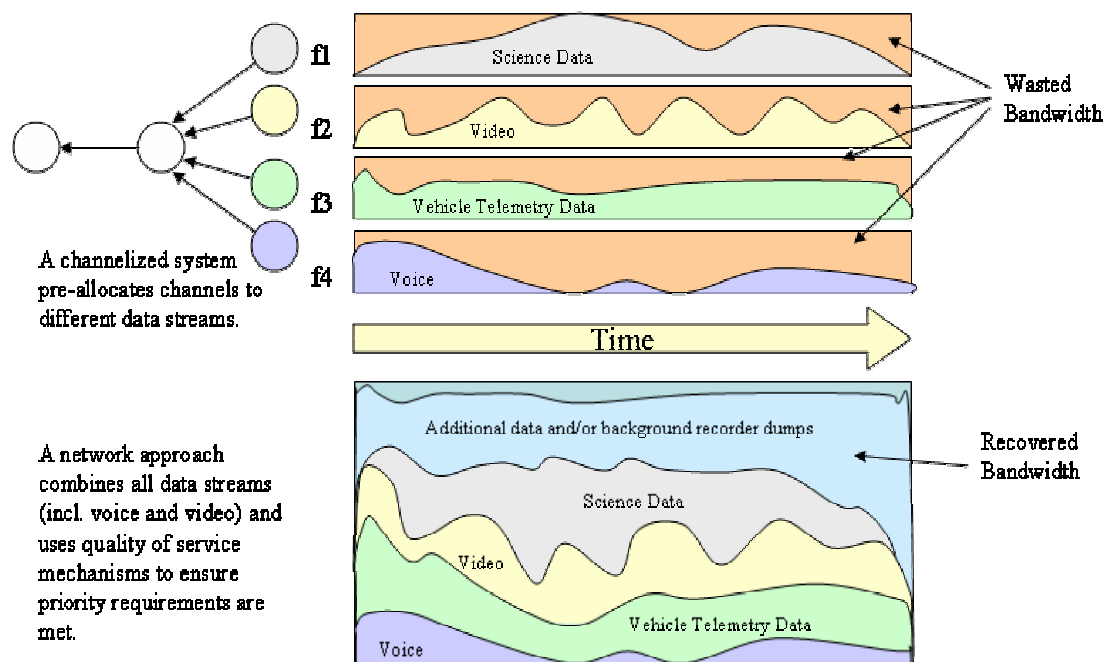 f1
Science Data
Wasted
Bandwidth
f2
Video
f3
Vehicle Telemetry Data
f4
Voice
A channelized system
pre-allocates channels to
different data streams.
Time
Additional data and/or background recorder dumps
Recovered
Bandwidth
A network approach
combines all data streams
(incl. voice and video) and
uses quality of service
mechanisms to ensure
priority requirements are
met.
Science Data
Video
Vehicle Telemetry Data
Voice